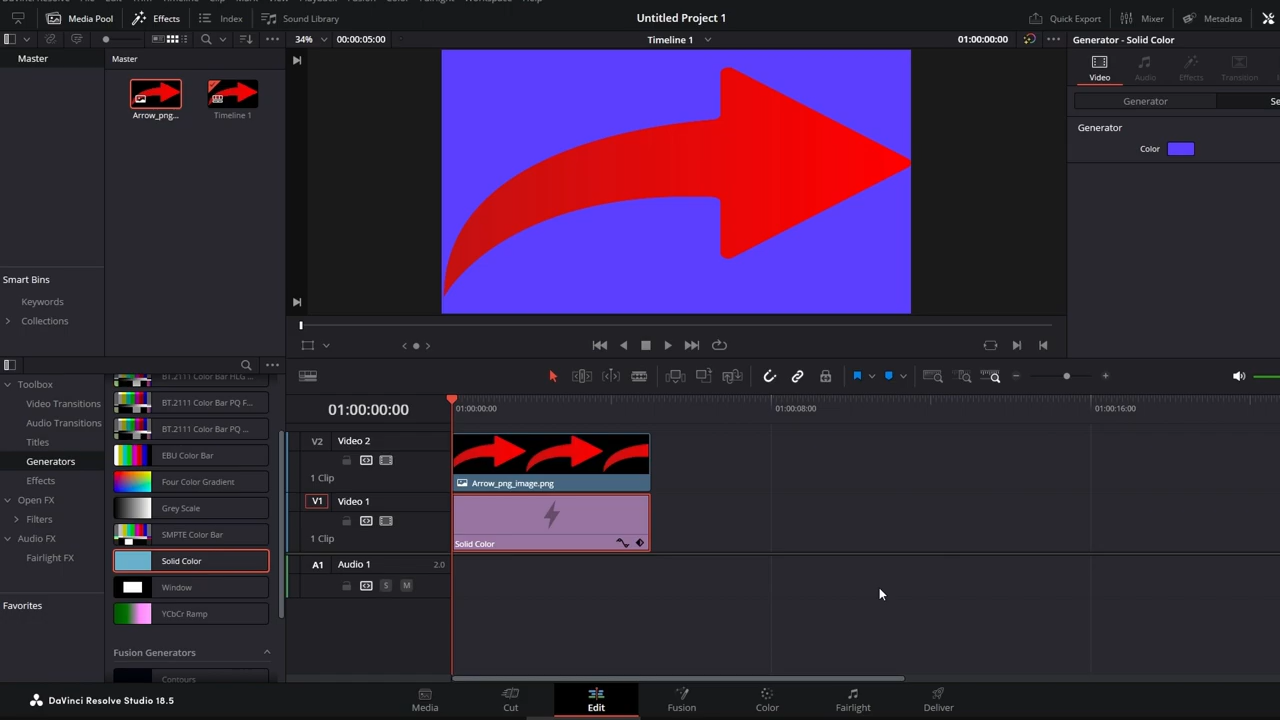 Untitled Project 1
Media Pool
Effects
Index
Sound Library
Quick Export
Mixer
Metadata
34%
00:00:05:00
Timeline 1
01:00:00:00
Generator - Solid Color
Master
Master
Video
Audio
Effects
Transition
Arrow_png...
Timeline 1
Generator
Generator
Color
Smart Bins
Keywords
Collections
Toolbox
Video Transitions
Audio Transitions
Titles
Generators
Effects
Open FX
Filters
Audio FX
Fairlight FX
Favorites
BT.2111 Color Bar HLG ...
BT.2111 Color Bar PQ F...
BT.2111 Color Bar PQ ...
EBU Color Bar
Four Color Gradient
Grey Scale
SMPTE Color Bar
Solid Color
Window
YCbCr Ramp
Fusion Generators
Contours
01:00:00:00
01:00:00:00
01:00:08:00
01:00:16:00
V2
Video 2
1 Clip
Arrow_png_image.png
V1
Video 1
1 Clip
Solid Color
A1
Audio 1
2.0
S
M
DaVinci Resolve Studio 18.5
Media
Cut
Edit
Fusion
Color
Fairlight
Deliver